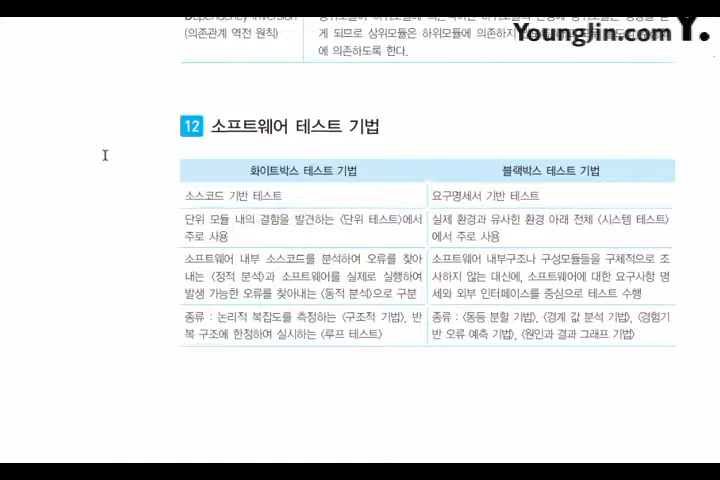 Dependency Inversion
(의존관계 역전 원칙)
게 되므로 상위모듈은 하위모듈에 의존하지
에 의존하도록 한다.
YoungJin.com Y.
12 소프트웨어 테스트 기법
화이트박스 테스트 기법
블랙박스 테스트 기법
소스코드 기반 테스트
요구명세서 기반 테스트
단위 모듈 내의 결함을 발견하는 〈단위 테스트〉에서
주로 사용
실제 환경과 유사한 환경 아래 전체 〈시스템 테스트〉
에서 주로 사용
소프트웨어 내부 소스코드를 분석하여 오류를 찾아
내는 〈정적 분석〉과 소프트웨어를 실제로 실행하여
발생 가능한 오류를 찾아내는 〈동적 분석〉으로 구분
소프트웨어 내부구조나 구성모듈들을 구체적으로 조
사하지 않는 대신에, 소프트웨어에 대한 요구사항 명
세와 외부 인터페이스를 중심으로 테스트 수행
종류 : 논리적 복잡도를 측정하는 〈구조적 기법〉, 반
복 구조에 한정하여 실시하는 〈루프 테스트〉
종류 : 〈동등 분할 기법〉, 〈경계 값 분석 기법〉, 〈경험기
반 오류 예측 기법〉, 〈원인과 결과 그래프 기법〉